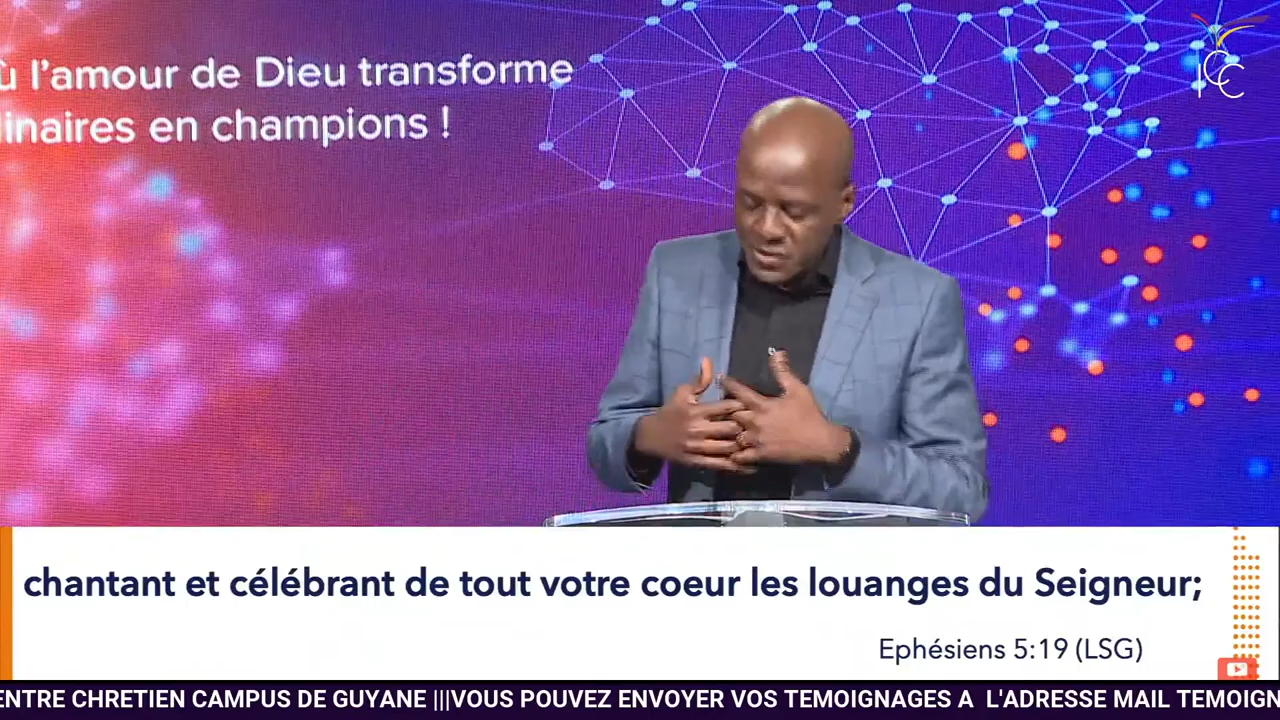 ù l'amour de Dieu transforme
linaires en champions !
ICC
chantant et célébrant de tout votre coeur les louanges du Seigneur;
Ephésiens 5:19 (LSG)
ENTRE CHRETIEN CAMPUS DE GUYANE |||VOUS POUVEZ ENVOYER VOS TEMOIGNAGES A L'ADRESSE MAIL TEMOIGN